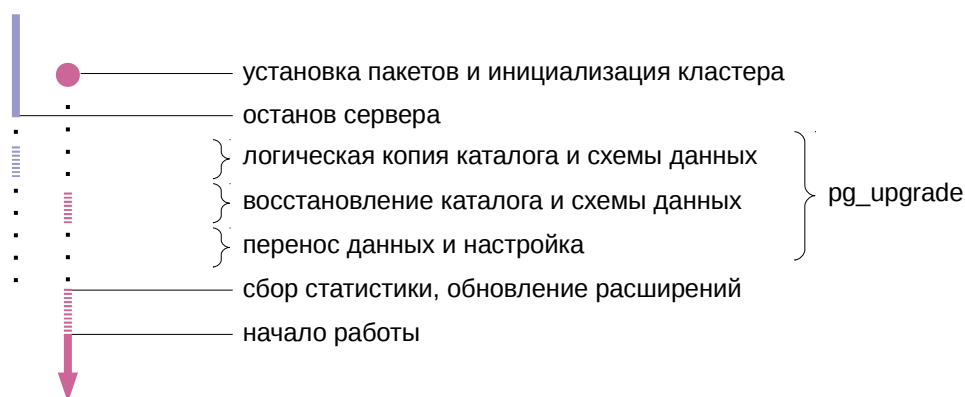 установка пакетов и инициализация кластера
останов сервера
логическая копия каталога и схемы данных
восстановление каталога и схемы данных
pg_upgrade
перенос данных и настройка
сбор статистики, обновление расширений
начало работы